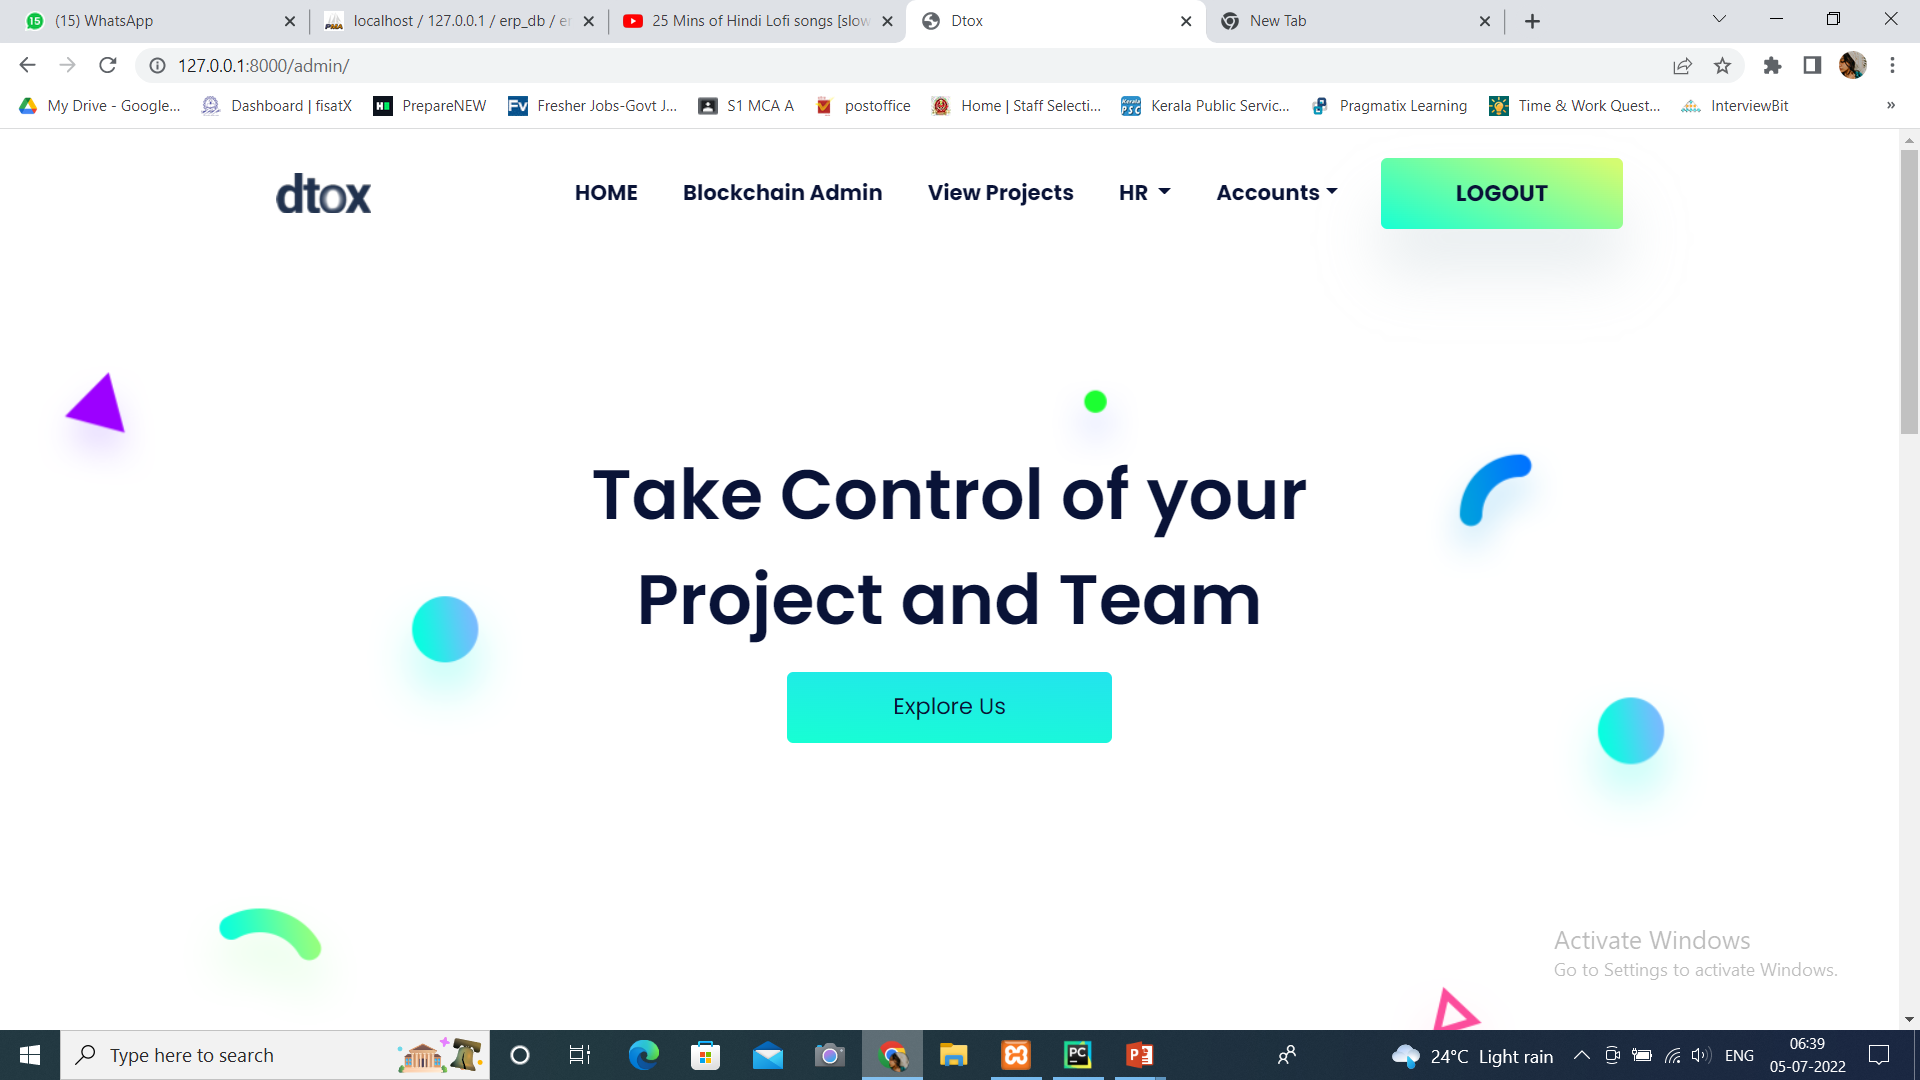 (15) WhatsApp
localhost / 127.0.0.1 / erp_db / er
25 Mins of Hindi Lofi songs [slow
Dtox
New Tab
127.0.0.1:8000/admin/
My Drive - Google...
Dashboard | fisatX
PrepareNEW
Fresher Jobs-Govt J...
S1 MCA A
postoffice
Home | Staff Selecti...
Kerala Public Servic...
Pragmatix Learning
Time & Work Quest...
InterviewBit
»
dtox
HOME
Blockchain Admin
View Projects
HR
Accounts
LOGOUT
Take Control of your
Project and Team
Explore Us
Activate Windows
Go to Settings to activate Windows.
Type here to search
24°C Light rain
ENG
06:39
05-07-2022